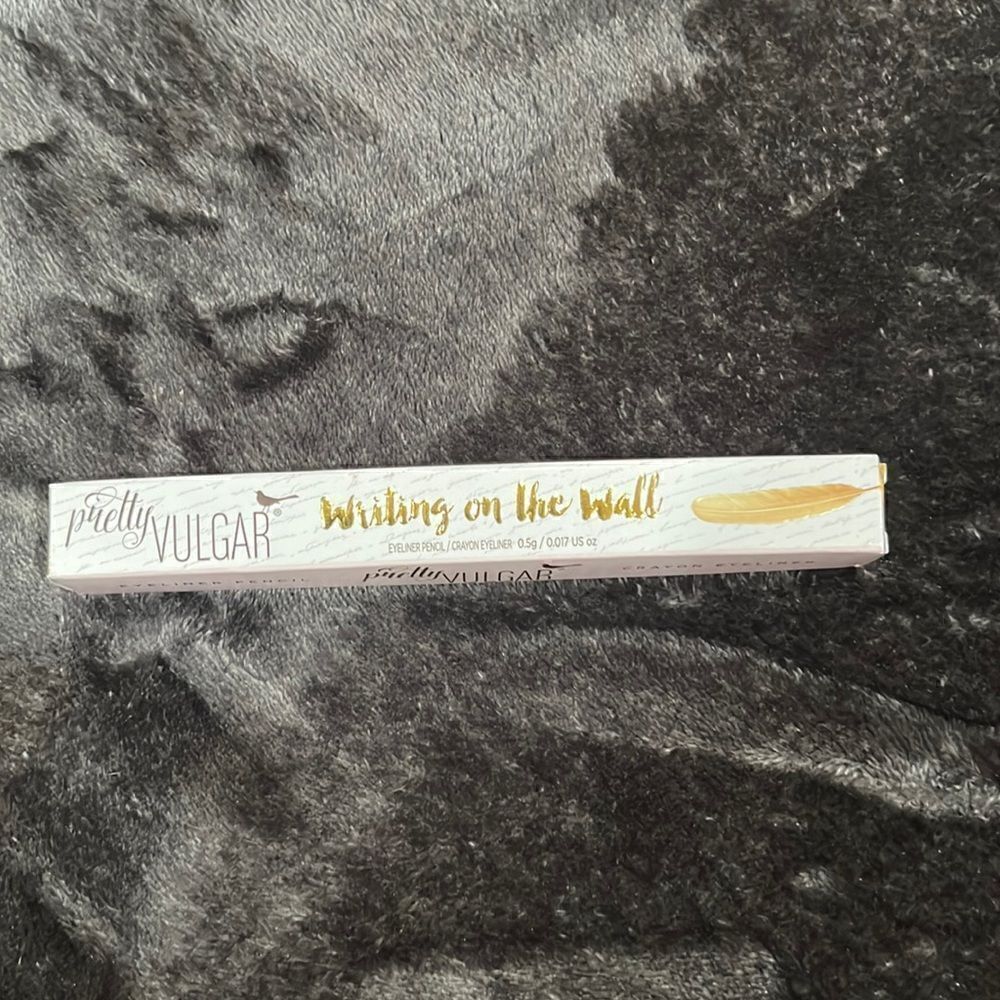 pretty VULGAR® Writing on the Wall
EYELINER PENCIL / CRAYON EYELINER 0.5g / 0.017 US oz
EYELINER PENCIL pretty VULGAR CRAYON EYELINER